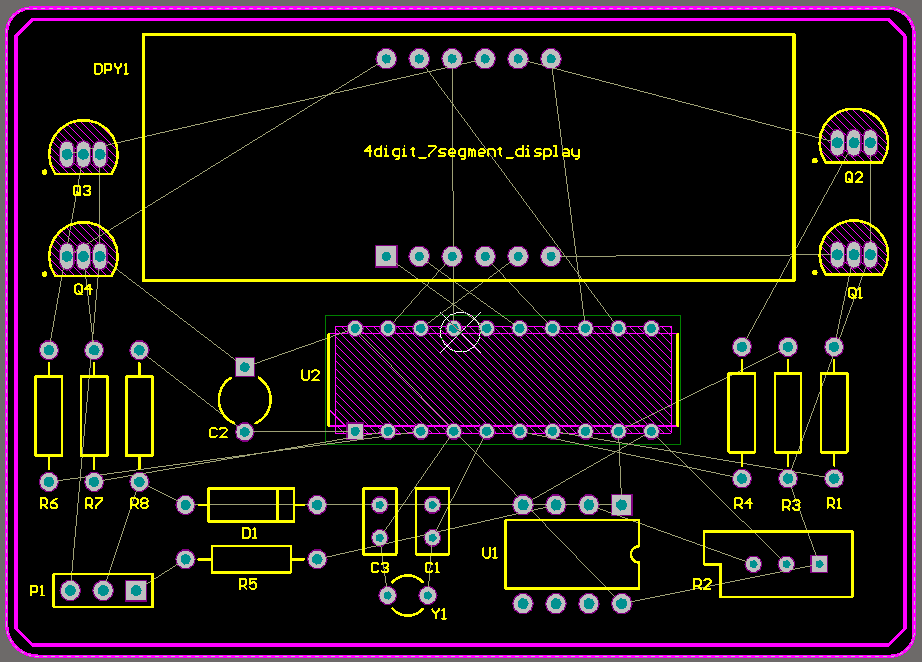 DPY1
4digit_7segment_display
Q3
Q2
Q4
Q1
U2
C2
R6
R7
R8
R4
R3
R1
D1
U1
C3
C1
R5
R2
P1
Y1